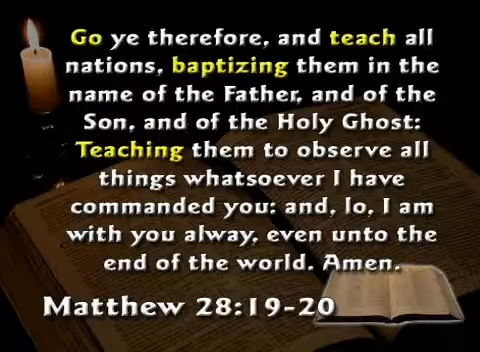 Go ye therefore, and teach all
nations, baptizing them in the
name of the Father, and of the
Son, and of the Holy Ghost:
Teaching them to observe all
things whatsoever I have
commanded you: and, lo, I am
with you alway, even unto the
end of the world. Amen.
Matthew 28:19-20